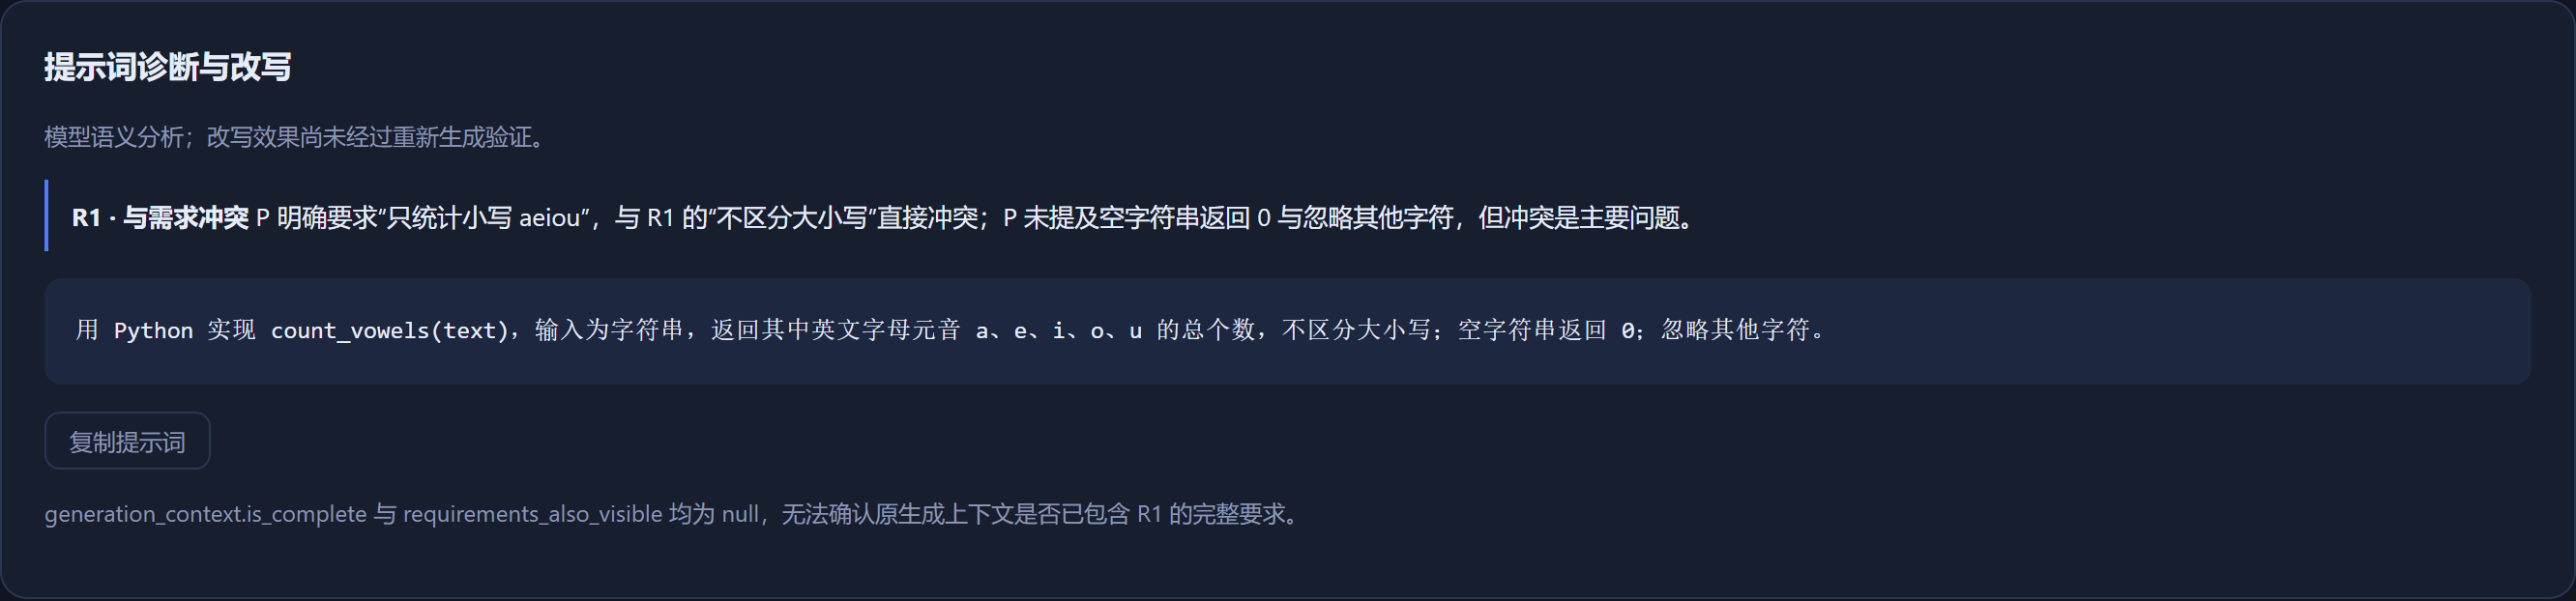 提示词诊断与改写
模型语义分析；改写效果尚未经过重新生成验证。
R1 · 与需求冲突 P 明确要求“只统计小写 aeiou”，与 R1 的“不区分大小写”直接冲突；P 未提及空字符串返回 0 与忽略其他字符，但冲突是主要问题。
用 Python 实现 count_vowels(text)，输入为字符串，返回其中英文字母元音 a、e、i、o、u 的总个数，不区分大小写；空字符串返回 0；忽略其他字符。
复制提示词
generation_context.is_complete 与 requirements_also_visible 均为 null，无法确认原生成上下文是否已包含 R1 的完整要求。